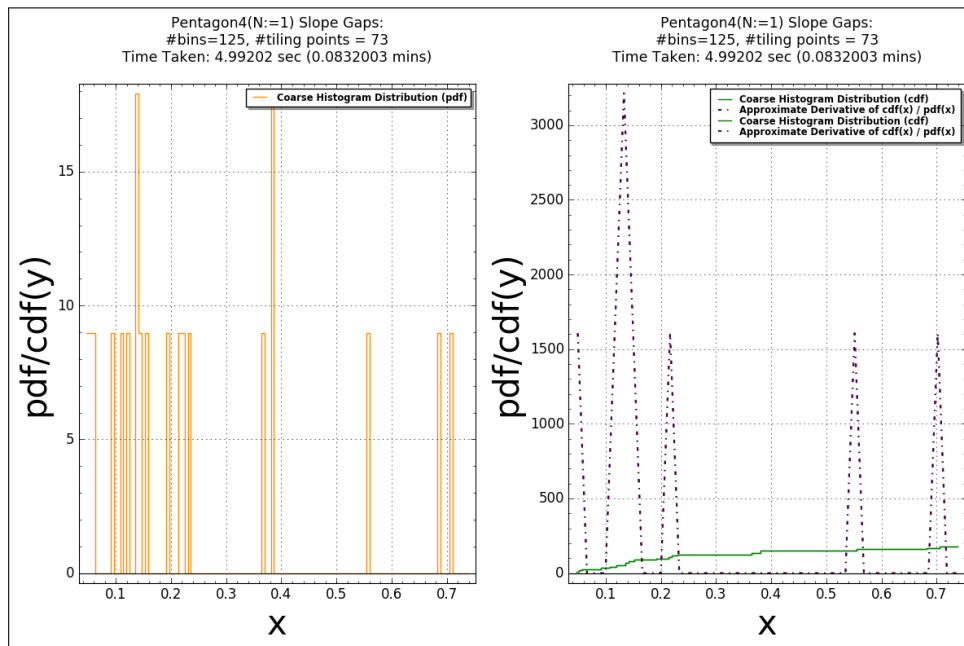 Pentagon4(N:=1) Slope Gaps:
#bins=125, #tiling points = 73
Time Taken: 4.99202 sec (0.0832003 mins)
Coarse Histogram Distribution (pdf)
pdf/cdf(y)
15
10
5
0
0.1 0.2 0.3 0.4 0.5 0.6 0.7
x
Pentagon4(N:=1) Slope Gaps:
#bins=125, #tiling points = 73
Time Taken: 4.99202 sec (0.0832003 mins)
Coarse Histogram Distribution (cdf)
Approximate Derivative of cdf(x) / pdf(x)
Coarse Histogram Distribution (cdf)
Approximate Derivative of cdf(x) / pdf(x)
pdf/cdf(y)
3000
2500
2000
1500
1000
500
0
0.1 0.2 0.3 0.4 0.5 0.6 0.7
x